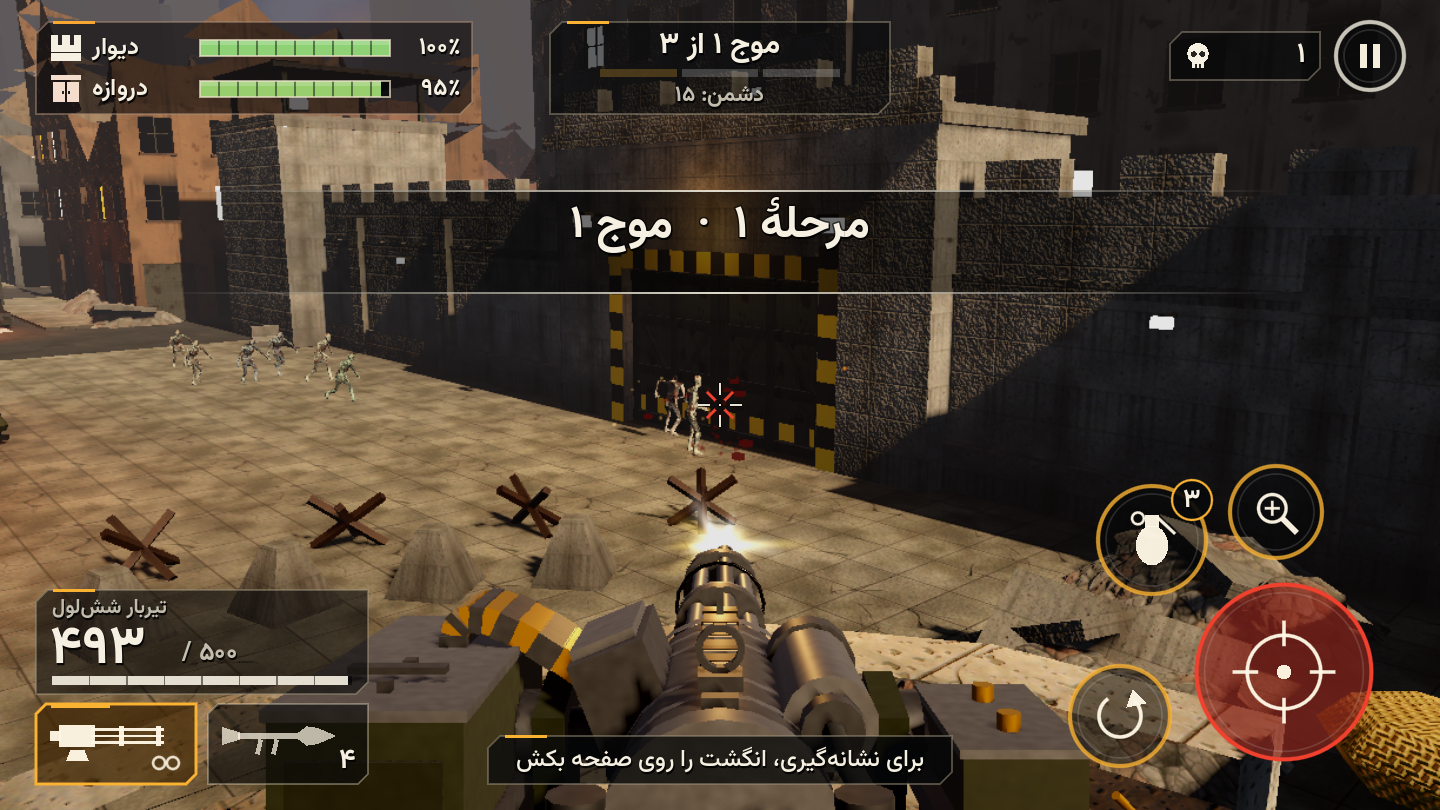 دیوار ۱۰۰٪
دروازه ۹۵٪
موج ۱ از ۳
دشمن: ۱۵
۱
مرحلهٔ ۱ · موج ۱
۳
تیربار شش‌لول
۴۹۳ / ۵۰۰
∞
۴
برای نشانه‌گیری، انگشت را روی صفحه بکش